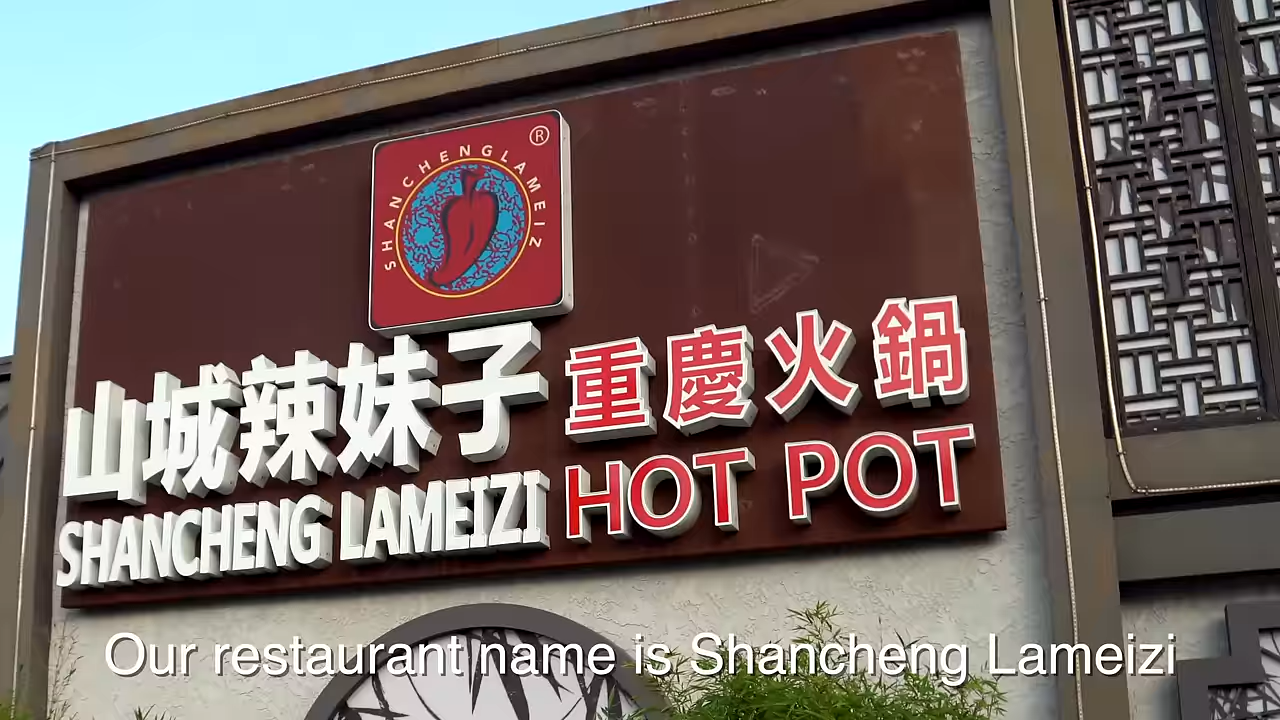 SHANCHENGLAMEIZ
®
山城辣妹子 重慶火鍋
SHANCHENG LAMEIZI HOT POT
Our restaurant name is Shancheng Lameizi